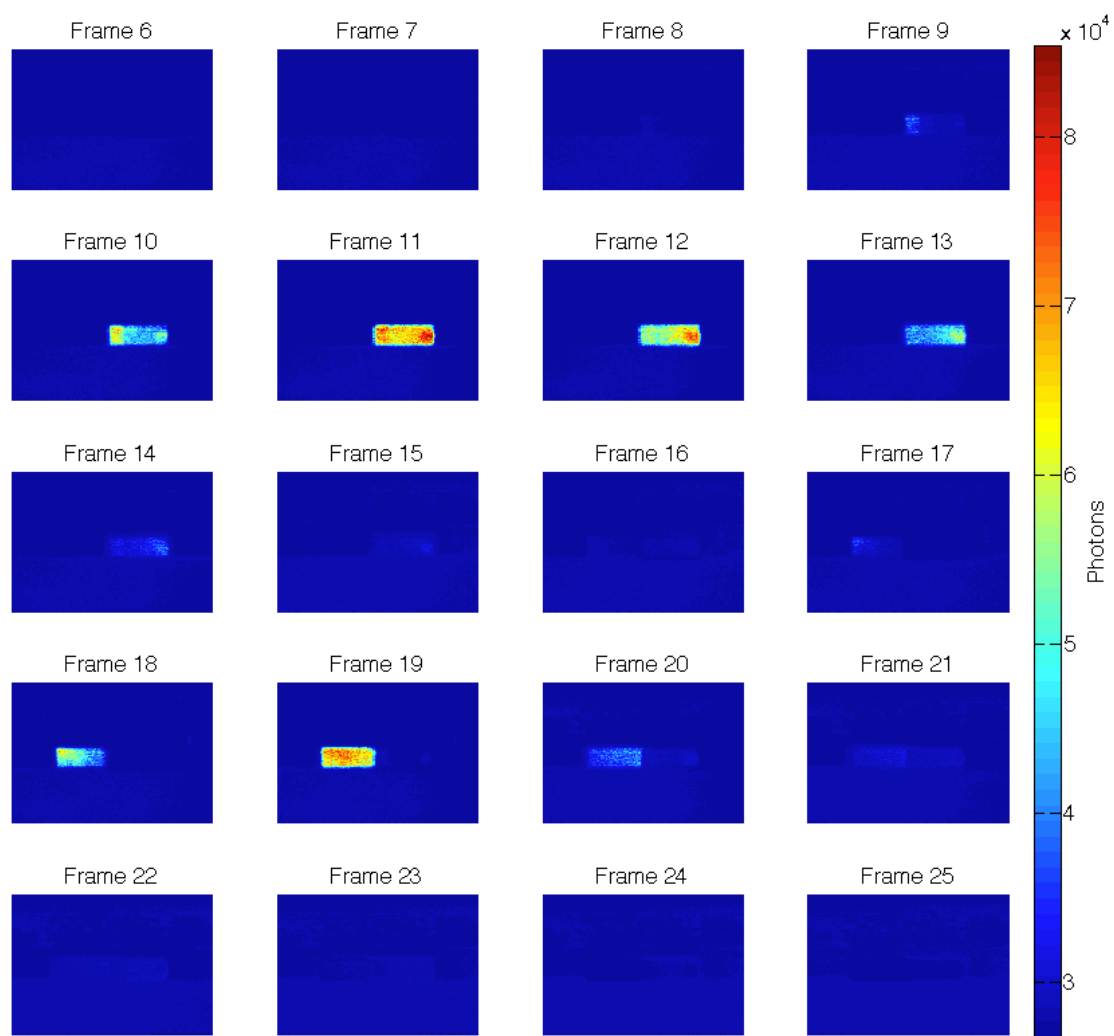 Frame 6 Frame 7 Frame 8 Frame 9
x 10^4
8
Frame 10 Frame 11 Frame 12 Frame 13
7
Frame 14 Frame 15 Frame 16 Frame 17
6
Photons
5
Frame 18 Frame 19 Frame 20 Frame 21
4
Frame 22 Frame 23 Frame 24 Frame 25
3